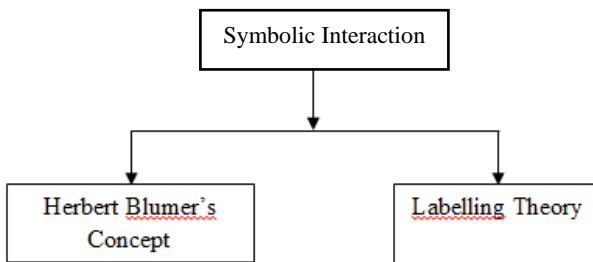 Symbolic Interaction
Herbert Blumer’s
Concept
Labelling Theory